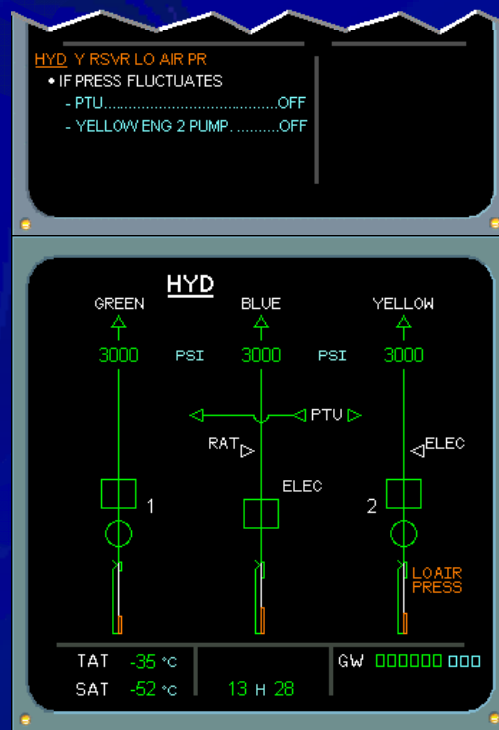 HYD Y RSVR LO AIR PR
• IF PRESS FLUCTUATES
- PTU......................................OFF
- YELLOW ENG 2 PUMP. ..........OFF
HYD
GREEN BLUE YELLOW
3000 PSI 3000 PSI 3000
PTU
RAT ELEC
ELEC
1 2
LO AIR
PRESS
TAT -35 °C GW 000000 000
SAT -52 °C 13 H 28